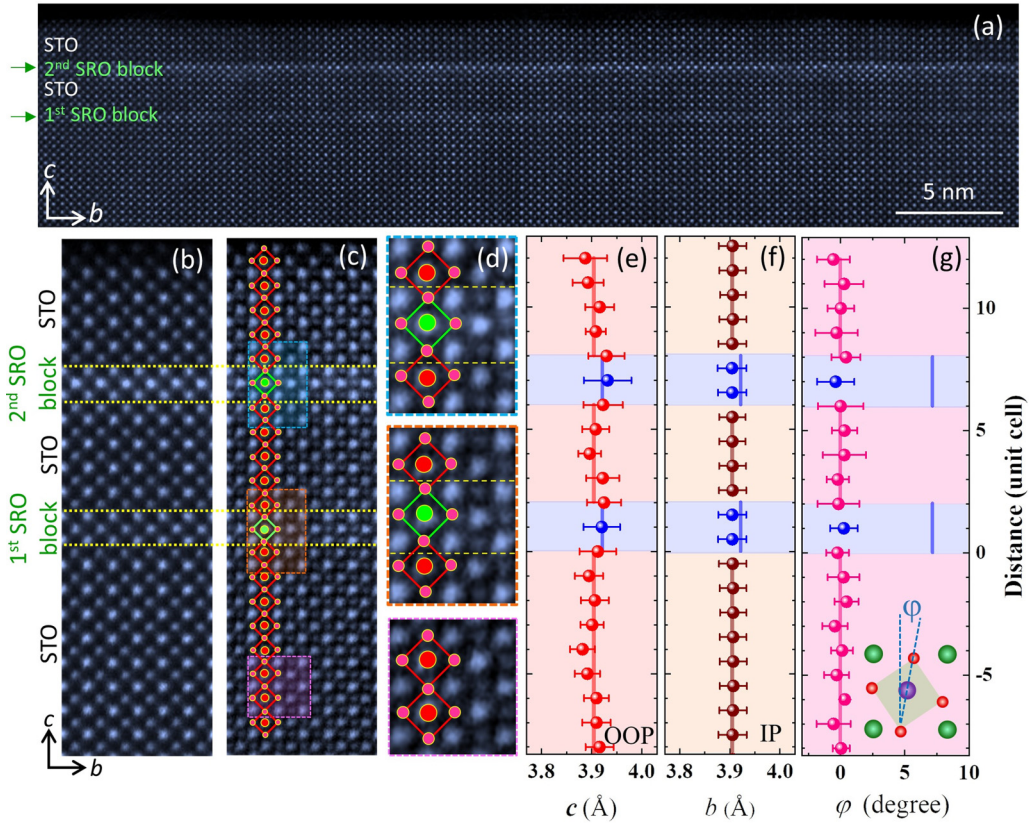 (a)
STO
2nd SRO block
STO
1st SRO block
c
b
5 nm
(b)
(c)
(d)
(e)
(f)
(g)
STO
2nd SRO block
STO
1st SRO block
STO
c
b
OOP
IP
φ
10
5
0
-5
Distance (unit cell)
3.8 3.9 4.0
3.8 3.9 4.0
0 5 10
c (Å)
b (Å)
φ (degree)